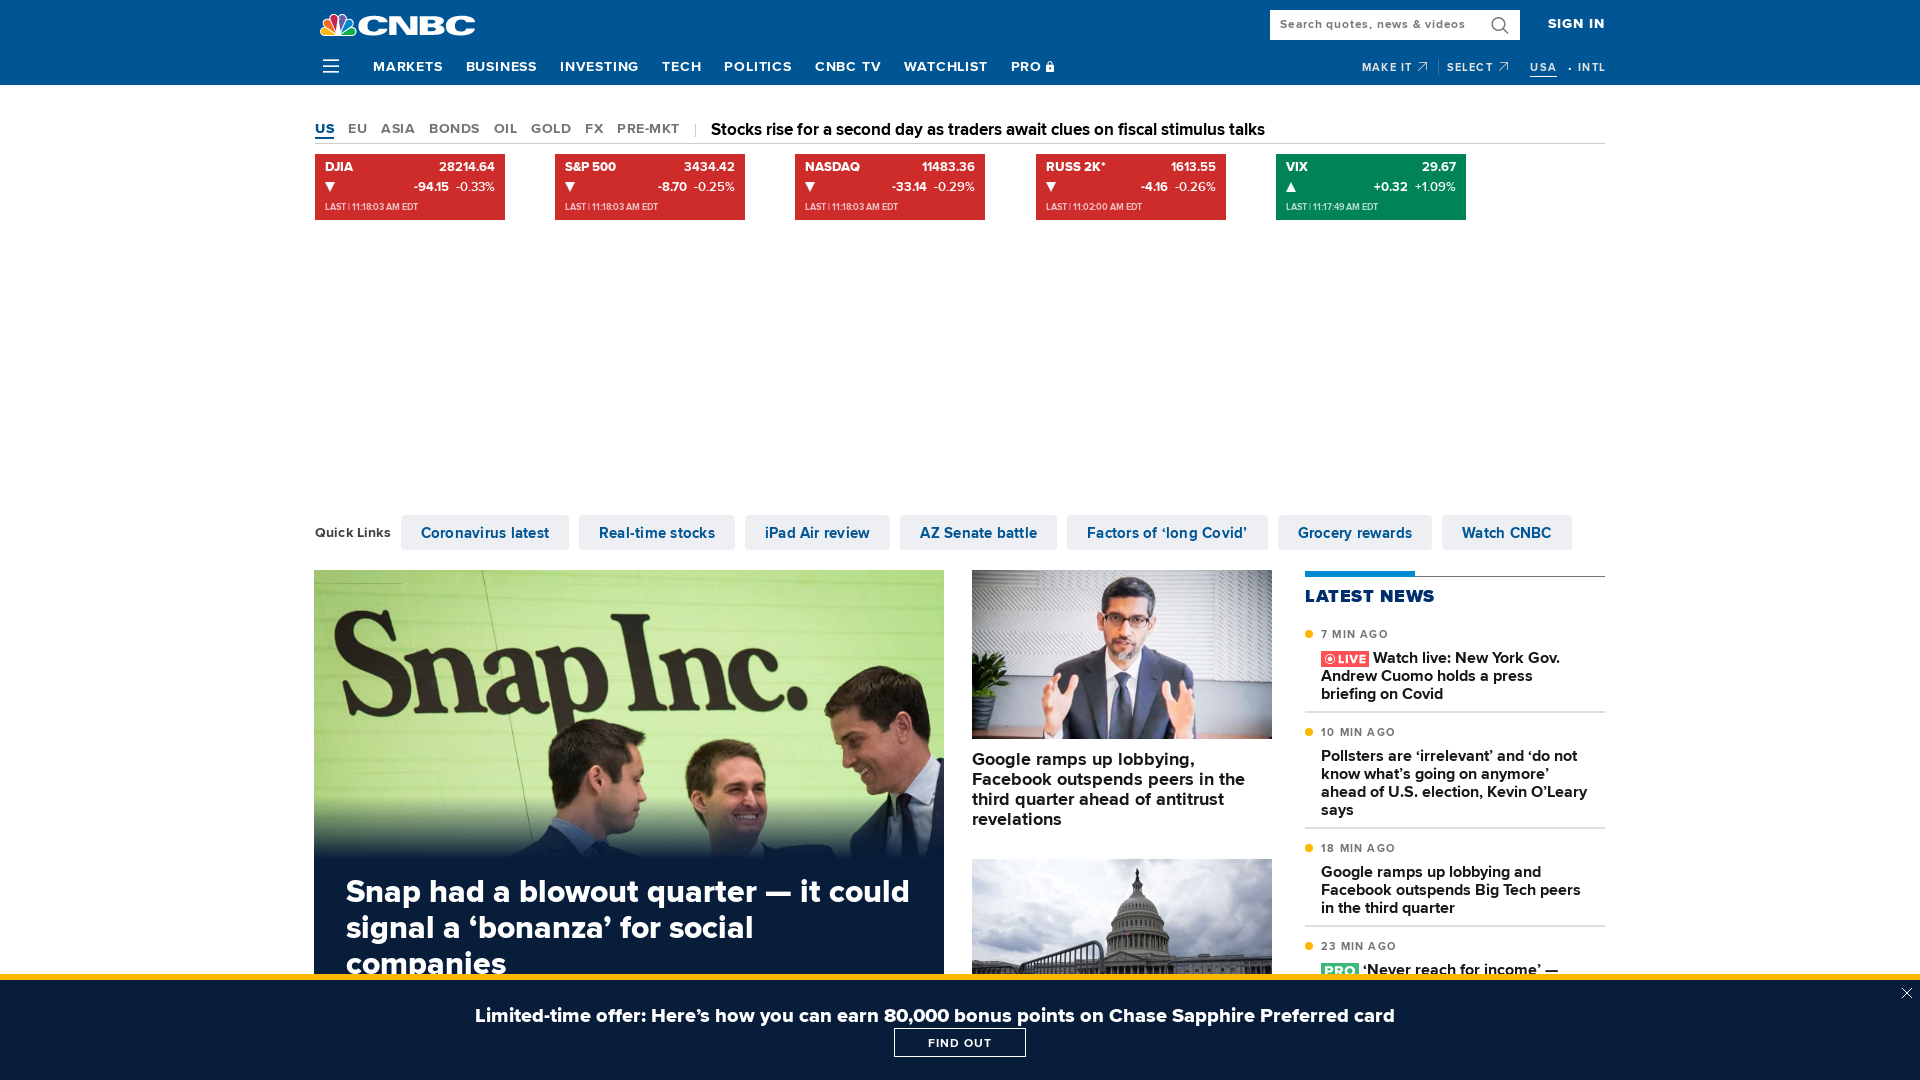 CNBC
Search quotes, news & videos
SIGN IN
MARKETS BUSINESS INVESTING TECH POLITICS CNBC TV WATCHLIST PRO
MAKE IT SELECT USA • INTL
US EU ASIA BONDS OIL GOLD FX PRE-MKT
Stocks rise for a second day as traders await clues on fiscal stimulus talks
DJIA 28214.64
-94.15 -0.33%
LAST | 11:18:03 AM EDT
S&P 500 3434.42
-8.70 -0.25%
LAST | 11:18:03 AM EDT
NASDAQ 11483.36
-33.14 -0.29%
LAST | 11:18:03 AM EDT
RUSS 2K* 1613.55
-4.16 -0.26%
LAST | 11:02:00 AM EDT
VIX 29.67
+0.32 +1.09%
LAST | 11:17:49 AM EDT
Quick Links
Coronavirus latest
Real-time stocks
iPad Air review
AZ Senate battle
Factors of ‘long Covid’
Grocery rewards
Watch CNBC
Snap Inc.
Snap had a blowout quarter — it could
signal a ‘bonanza’ for social
companies
Google ramps up lobbying,
Facebook outspends peers in the
third quarter ahead of antitrust
revelations
LATEST NEWS
7 MIN AGO
LIVE Watch live: New York Gov.
Andrew Cuomo holds a press
briefing on Covid
10 MIN AGO
Pollsters are ‘irrelevant’ and ‘do not
know what’s going on anymore’
ahead of U.S. election, Kevin O’Leary
says
18 MIN AGO
Google ramps up lobbying and
Facebook outspends Big Tech peers
in the third quarter
23 MIN AGO
PRO ‘Never reach for income’ —
Limited-time offer: Here’s how you can earn 80,000 bonus points on Chase Sapphire Preferred card
FIND OUT